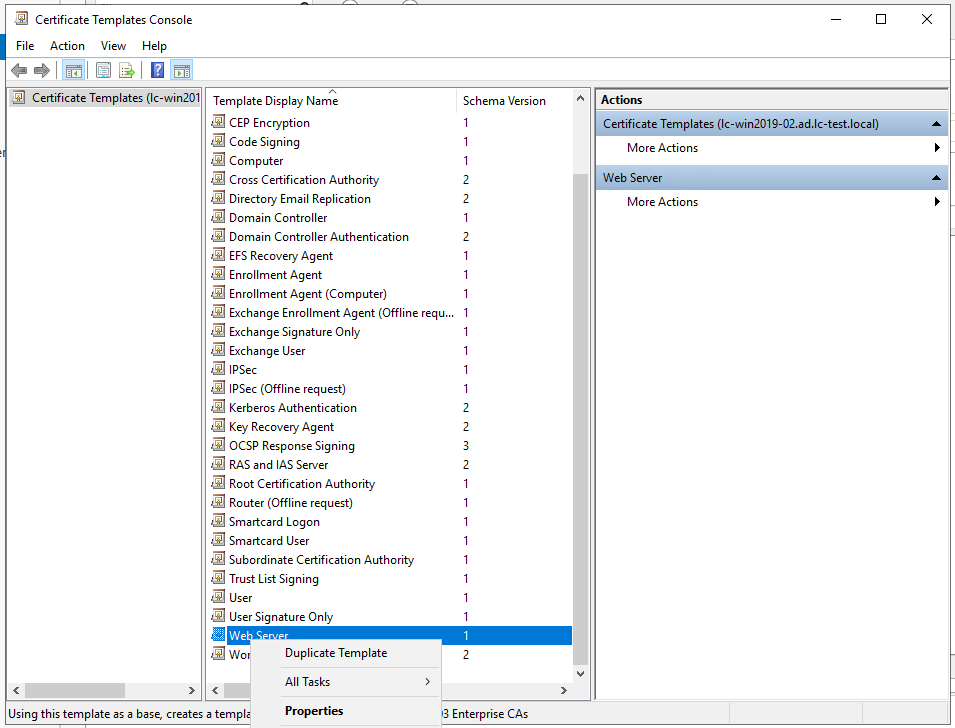 Certificate Templates Console
File Action View Help
Certificate Templates (lc-win201
Template Display Name Schema Version
CEP Encryption 1
Code Signing 1
Computer 1
Cross Certification Authority 2
Directory Email Replication 2
Domain Controller 1
Domain Controller Authentication 2
EFS Recovery Agent 1
Enrollment Agent 1
Enrollment Agent (Computer) 1
Exchange Enrollment Agent (Offline requ... 1
Exchange Signature Only 1
Exchange User 1
IPSec 1
IPSec (Offline request) 1
Kerberos Authentication 2
Key Recovery Agent 2
OCSP Response Signing 3
RAS and IAS Server 2
Root Certification Authority 1
Router (Offline request) 1
Smartcard Logon 1
Smartcard User 1
Subordinate Certification Authority 1
Trust List Signing 1
User 1
User Signature Only 1
Web Server 1
Wor 2
Duplicate Template
All Tasks
Properties
Actions
Certificate Templates (lc-win2019-02.ad.lc-test.local)
More Actions
Web Server
More Actions
Using this template as a base, creates a templa 3 Enterprise CAs